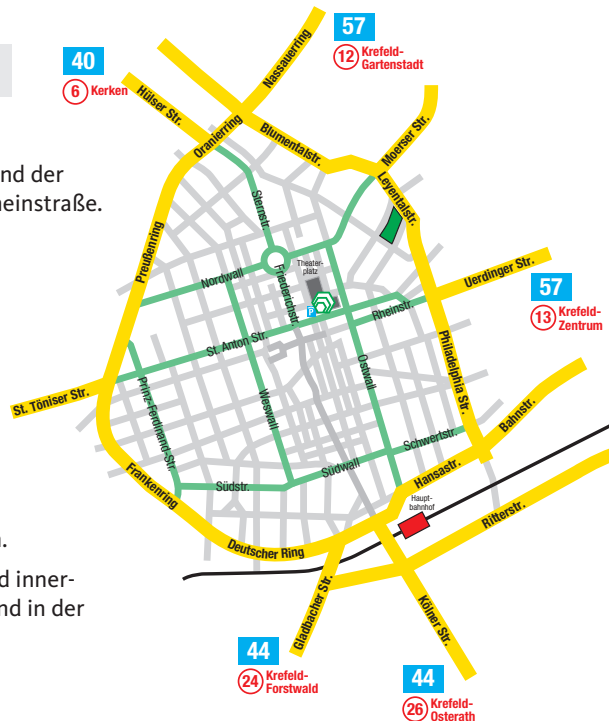 57
12 Krefeld-
Gartenstadt
40
6 Kerken
Nassauerring
Hülser Str.
Oranierring
Blumentalstr.
Moerser Str.
Leyentalstr.
nd der
einstraße.
Sternstr.
Preußenring
Theater-
platz
Nordwall
Friederichstr.
P
Uerdinger Str.
57
13 Krefeld-
Zentrum
Rheinstr.
St. Anton Str.
Philadelphia Str.
St. Töniser Str.
Prinz-Ferdinand-Str.
Weswall
Ostwall
Bahnstr.
Schwertstr.
Südwall
Hansastr.
Südstr.
Frankenring
Haupt-
bahnhof
Ritterstr.
Deutscher Ring
n.
d inner-
nd in der
Gladbacher Str.
Kölner Str.
44
24 Krefeld-
Forstwald
44
26 Krefeld-
Osterath